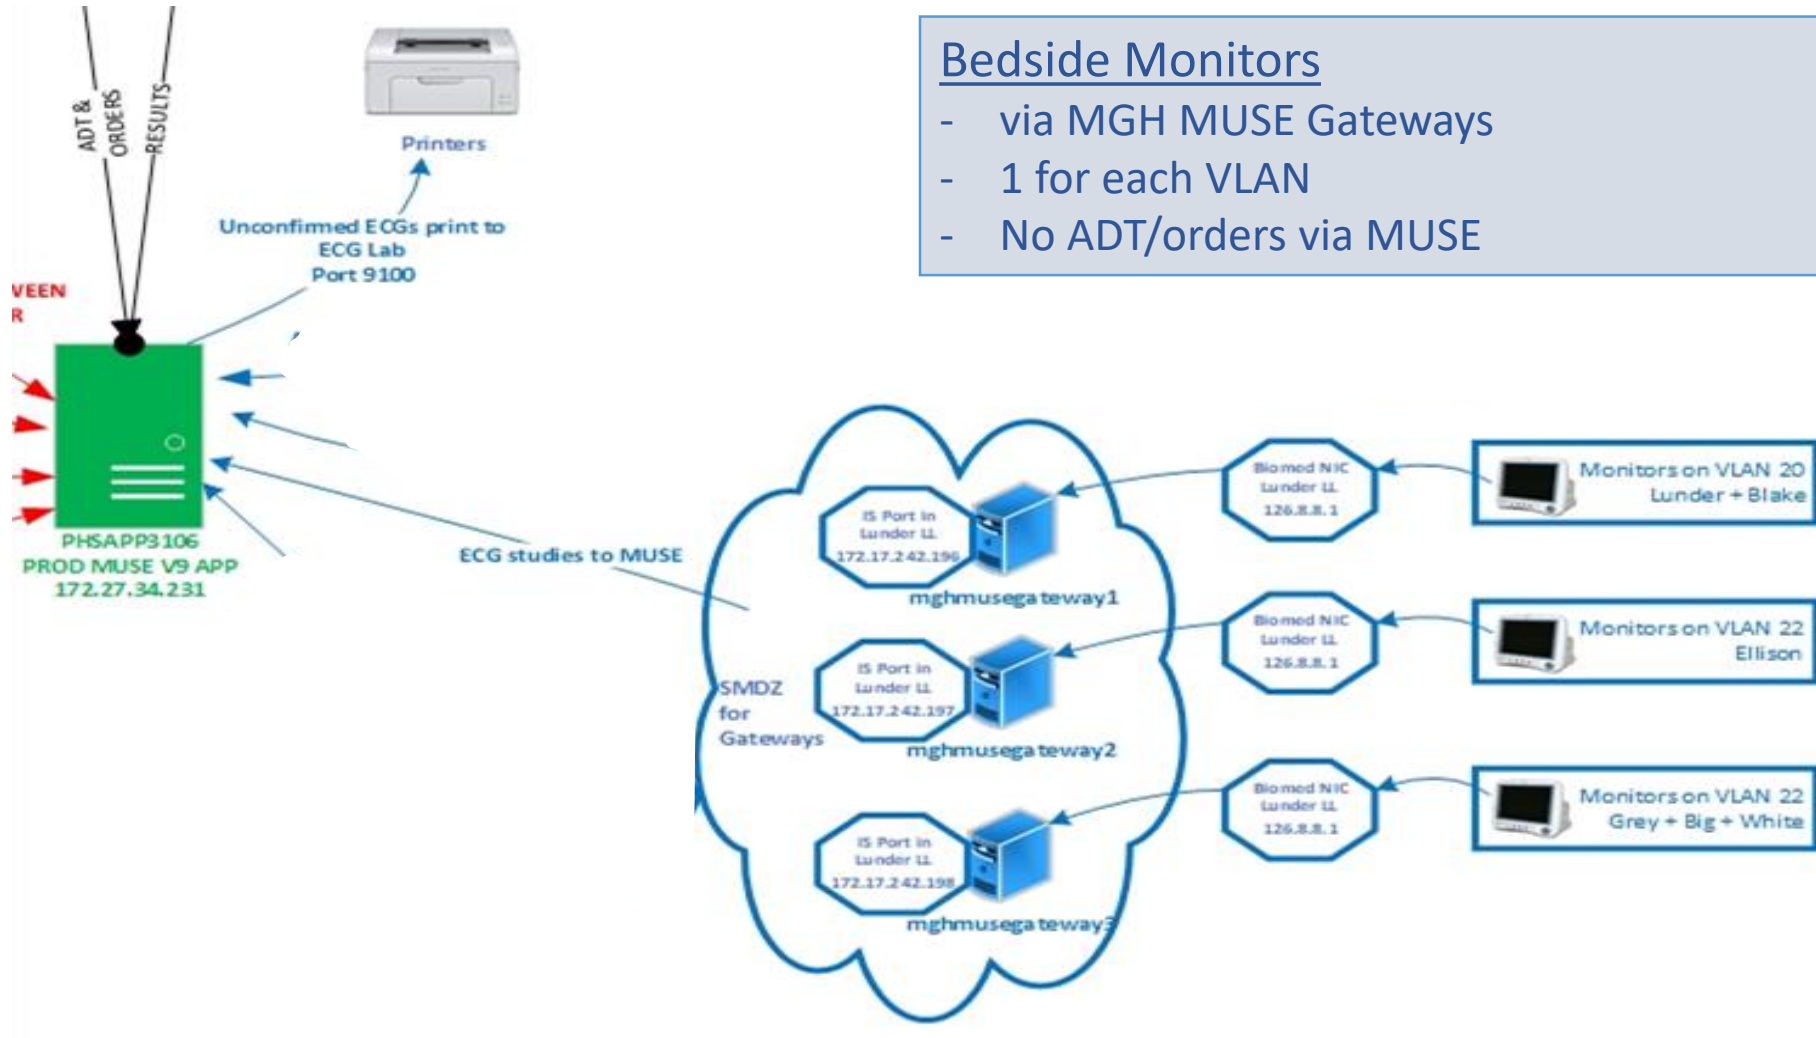 ADT &
ORDERS
RESULTS
Printers
Unconfirmed ECGs print to
ECG Lab
Port 9100
Bedside Monitors
- via MGH MUSE Gateways
- 1 for each VLAN
- No ADT/orders via MUSE
VEEN
R
PHSAPP3106
PROD MUSE V9 APP
172.27.34.231
ECG studies to MUSE
SMDZ
for
Gateways
IS Port in
Lunder LL
172.17.242.196
mghmusegateway1
Biomed NIC
Lunder LL
126.8.8.1
Monitors on VLAN 20
Lunder + Blake
IS Port in
Lunder LL
172.17.242.197
mghmusegateway2
Biomed NIC
Lunder LL
126.8.8.1
Monitors on VLAN 22
Ellison
IS Port in
Lunder LL
172.17.242.198
mghmusegateway3
Biomed NIC
Lunder LL
126.8.8.1
Monitors on VLAN 22
Grey + Big + White